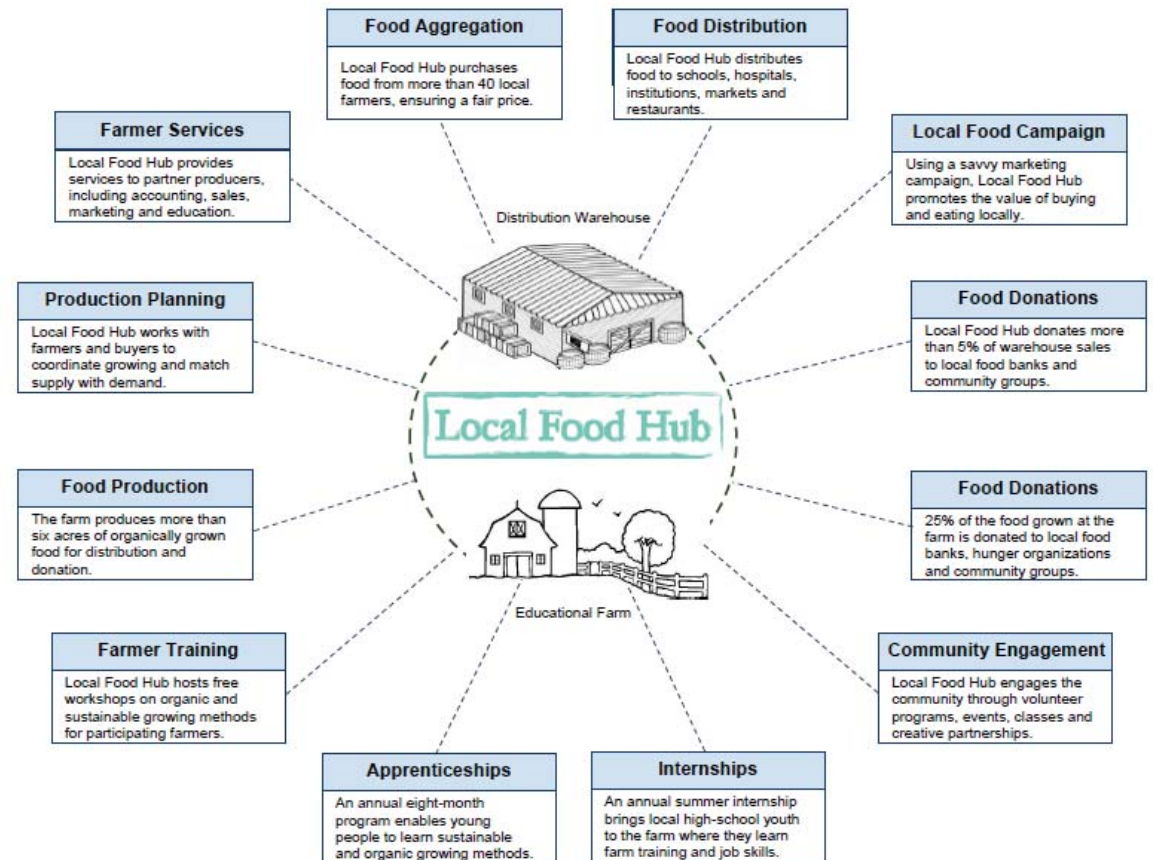 Food Aggregation
Local Food Hub purchases
food from more than 40 local
farmers, ensuring a fair price.
Food Distribution
Local Food Hub distributes
food to schools, hospitals,
institutions, markets and
restaurants.
Farmer Services
Local Food Hub provides
services to partner producers,
including accounting, sales,
marketing and education.
Local Food Campaign
Using a savvy marketing
campaign, Local Food Hub
promotes the value of buying
and eating locally.
Distribution Warehouse
Production Planning
Local Food Hub works with
farmers and buyers to
coordinate growing and match
supply with demand.
Food Donations
Local Food Hub donates more
than 5% of warehouse sales
to local food banks and
community groups.
Local Food Hub
Food Production
The farm produces more than
six acres of organically grown
food for distribution and
donation.
Food Donations
25% of the food grown at the
farm is donated to local food
banks, hunger organizations
and community groups.
Educational Farm
Farmer Training
Local Food Hub hosts free
workshops on organic and
sustainable growing methods
for participating farmers.
Community Engagement
Local Food Hub engages the
community through volunteer
programs, events, classes and
creative partnerships.
Apprenticeships
An annual eight-month
program enables young
people to learn sustainable
and organic growing methods.
Internships
An annual summer internship
brings local high-school youth
to the farm where they learn
farm training and job skills.